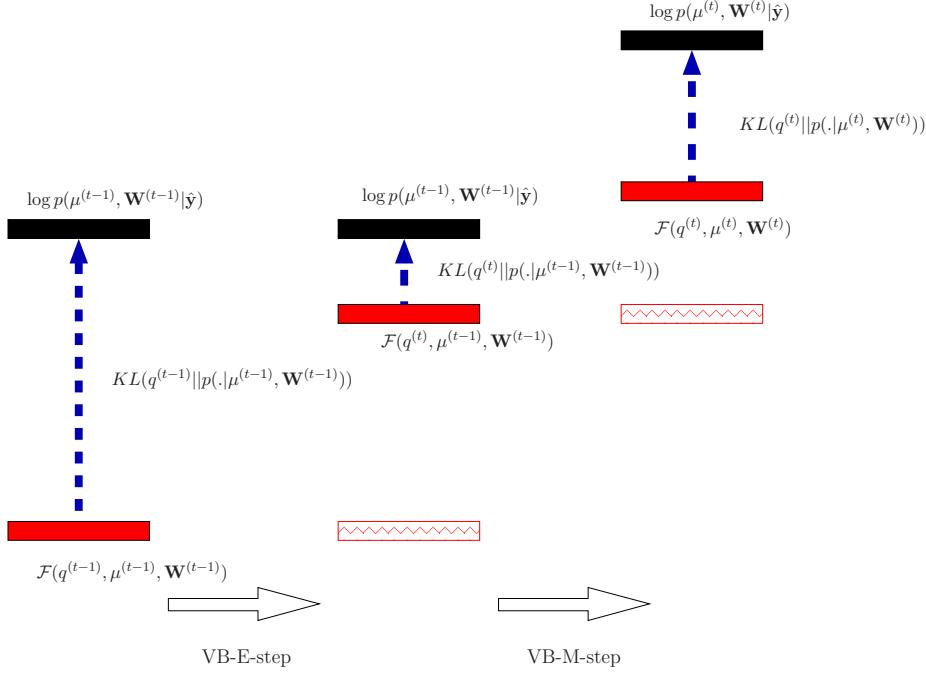 log p(μ^(t), W^(t)|ŷ)
KL(q^(t)||p(.|μ^(t), W^(t)))
log p(μ^(t−1), W^(t−1)|ŷ)
log p(μ^(t−1), W^(t−1)|ŷ)
F(q^(t), μ^(t), W^(t))
KL(q^(t)||p(.|μ^(t−1), W^(t−1)))
F(q^(t), μ^(t−1), W^(t−1))
KL(q^(t−1)||p(.|μ^(t−1), W^(t−1)))
F(q^(t−1), μ^(t−1), W^(t−1))
VB-E-step
VB-M-step